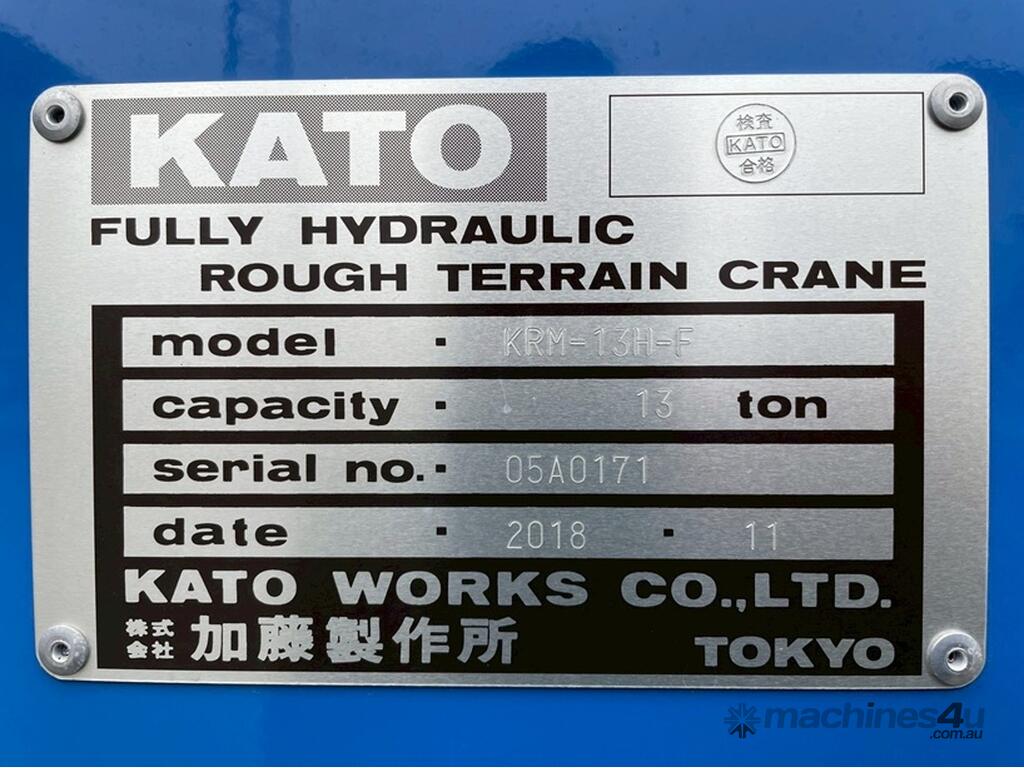 KATO
検査
KATO
合格
FULLY HYDRAULIC
ROUGH TERRAIN CRANE
model · KRM-13H-F
capacity · 13 ton
serial no. · 05A0171
date · 2018 · 11
KATO WORKS CO.,LTD.
株式会社 加藤製作所 TOKYO
machines4u
.com.au